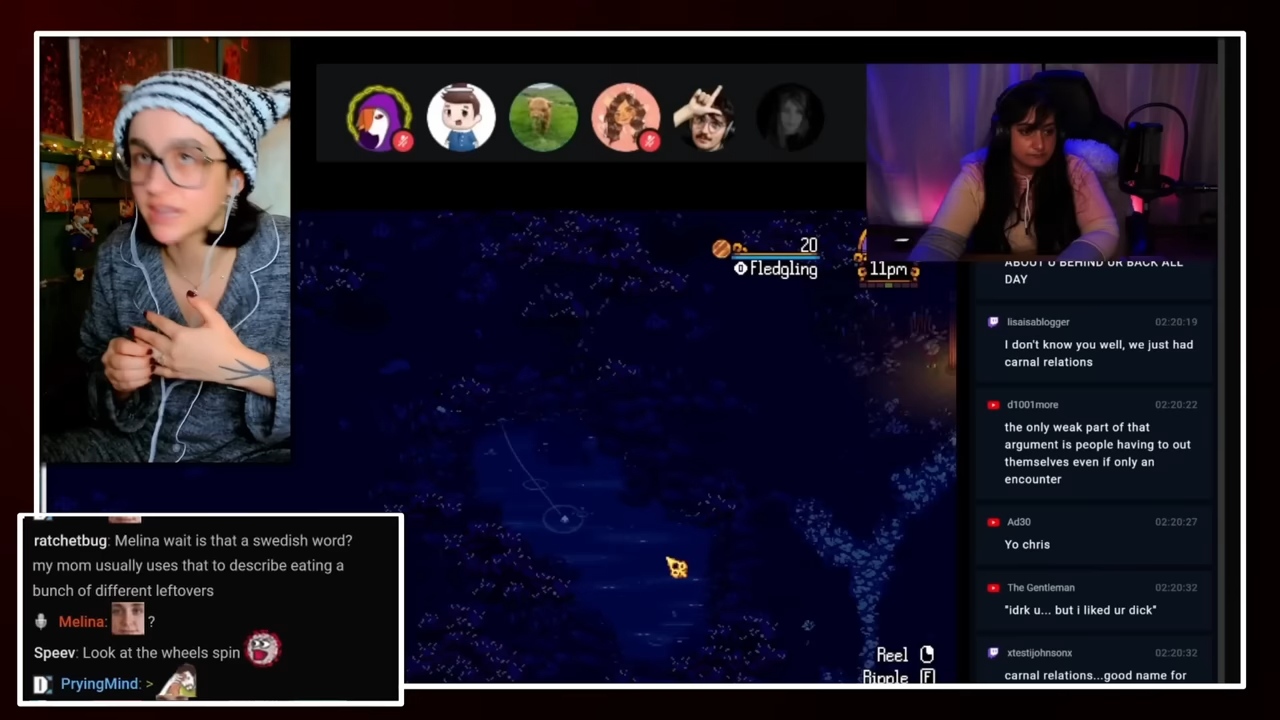 20
Fledgling
11pm
ABOUT U BEHIND UR BACK ALL
DAY
lisaisablogger 02:20:19
I don't know you well, we just had
carnal relations
d1001more 02:20:22
the only weak part of that
argument is people having to out
themselves even if only an
encounter
Ad30 02:20:27
Yo chris
The Gentleman 02:20:32
"idrk u... but i liked ur dick"
xtestijohnsonx 02:20:32
carnal relations...good name for
Reel
Ripple F
ratchetbug: Melina wait is that a swedish word?
my mom usually uses that to describe eating a
bunch of different leftovers
Melina: ?
Speev: Look at the wheels spin
D PryingMind: >